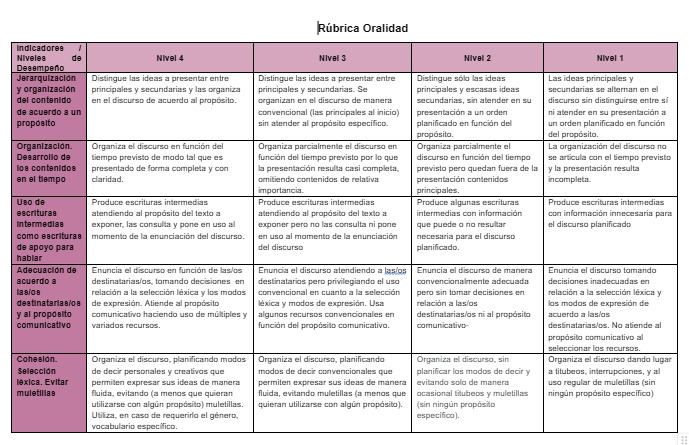 Rúbrica Oralidad
Indicadores /
Niveles de
Desempeño
Nivel 4
Nivel 3
Nivel 2
Nivel 1
Jerarquización
y organización
del contenido
de acuerdo a un
propósito
Distingue las ideas a presentar entre
principales y secundarias y las organiza
en el discurso de acuerdo al propósito.
Distingue las ideas a presentar entre
principales y secundarias. Se
organizan en el discurso de manera
convencional (las principales al inicio)
sin atender al propósito específico.
Distingue sólo las ideas
principales y escasas ideas
secundarias, sin atender en su
presentación a un orden
planificado en función del
propósito.
Las ideas principales y
secundarias se alternan en el
discurso sin distinguirse entre sí
ni atender en su presentación a
un orden planificado en función
del propósito.
Organización.
Desarrollo de
los contenidos
en el tiempo
Organiza el discurso en función del
tiempo previsto de modo tal que es
presentado de forma completa y con
claridad.
Organiza parcialmente el discurso en
función del tiempo previsto por lo que
la presentación resulta casi completa,
omitiendo contenidos de relativa
importancia.
Organiza parcialmente el
discurso en función del tiempo
previsto pero quedan fuera de la
presentación contenidos
principales.
La organización del discurso no
se articula con el tiempo previsto
y la presentación resulta
incompleta.
Uso de
escrituras
intermedias
como escrituras
de apoyo para
hablar
Produce escrituras intermedias
atendiendo al propósito del texto a
exponer, las consulta y pone en uso al
momento de la enunciación del discurso.
Produce escrituras intermedias
atendiendo al propósito del texto a
exponer pero no las consulta ni pone
en uso al momento de la enunciación
del discurso
Produce algunas escrituras
intermedias con información
que puede o no resultar
necesaria para el discurso
planificado.
Produce escrituras intermedias
con información innecesaria para
el discurso planificado
Adecuación de
acuerdo a
las/os
destinatarias/os
y al propósito
comunicativo
Enuncia el discurso en función de las/os
destinatarias/os, tomando decisiones en
relación a la selección léxica y los modos
de expresión. Atiende al propósito
comunicativo haciendo uso de múltiples y
variados recursos.
Enuncia el discurso atendiendo a las/os
destinatarios pero privilegiando el uso
convencional en cuanto a la selección
léxica y modos de expresión. Usa
algunos recursos convencionales en
función del propósito comunicativo.
Enuncia el discurso de manera
convencionalmente adecuada
pero sin tomar decisiones en
relación a las/os
destinatarias/os ni al propósito
comunicativo-
Enuncia el discurso tomando
decisiones inadecuadas en
relación a la selección léxica y
los modos de expresión de
acuerdo a las/os
destinatarias/os. No atiende al
propósito comunicativo al
seleccionar los recursos.
Cohesión.
Selección
léxica. Evitar
muletillas
Organiza el discurso, planificando modos
de decir personales y creativos que
permiten expresar sus ideas de manera
fluida, evitando (a menos que quieran
utilizarse con algún propósito) muletillas.
Utiliza, en caso de requerirlo el género,
vocabulario específico.
Organiza el discurso, planificando
modos de decir convencionales que
permiten expresar sus ideas de manera
fluida, evitando muletillas (a menos que
quieran utilizarse con algún propósito).
Organiza el discurso, sin
planificar los modos de decir y
evitando solo de manera
ocasional titubeos y muletillas
(sin ningún propósito
específico).
Organiza el discurso dando lugar
a titubeos, interrupciones, y al
uso regular de muletillas (sin
ningún propósito específico)